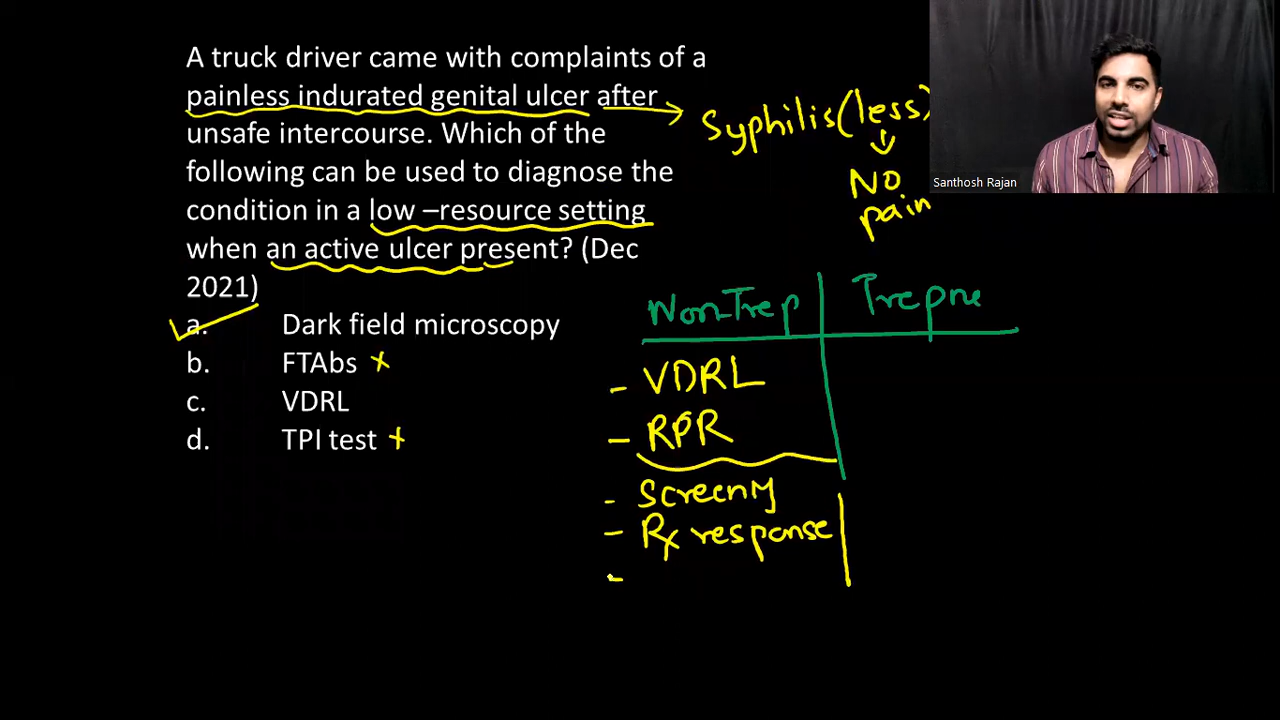 A truck driver came with complaints of a
painless indurated genital ulcer after
unsafe intercourse. Which of the
following can be used to diagnose the
condition in a low –resource setting
when an active ulcer present? (Dec
2021)
a. Dark field microscopy
b. FTAbs x
c. VDRL
d. TPI test x
Syphilis (less)
NO
pain
Santhosh Rajan
Non-Trep Trepne
- VDRL
- RPR
- Screening
- Rx response
-